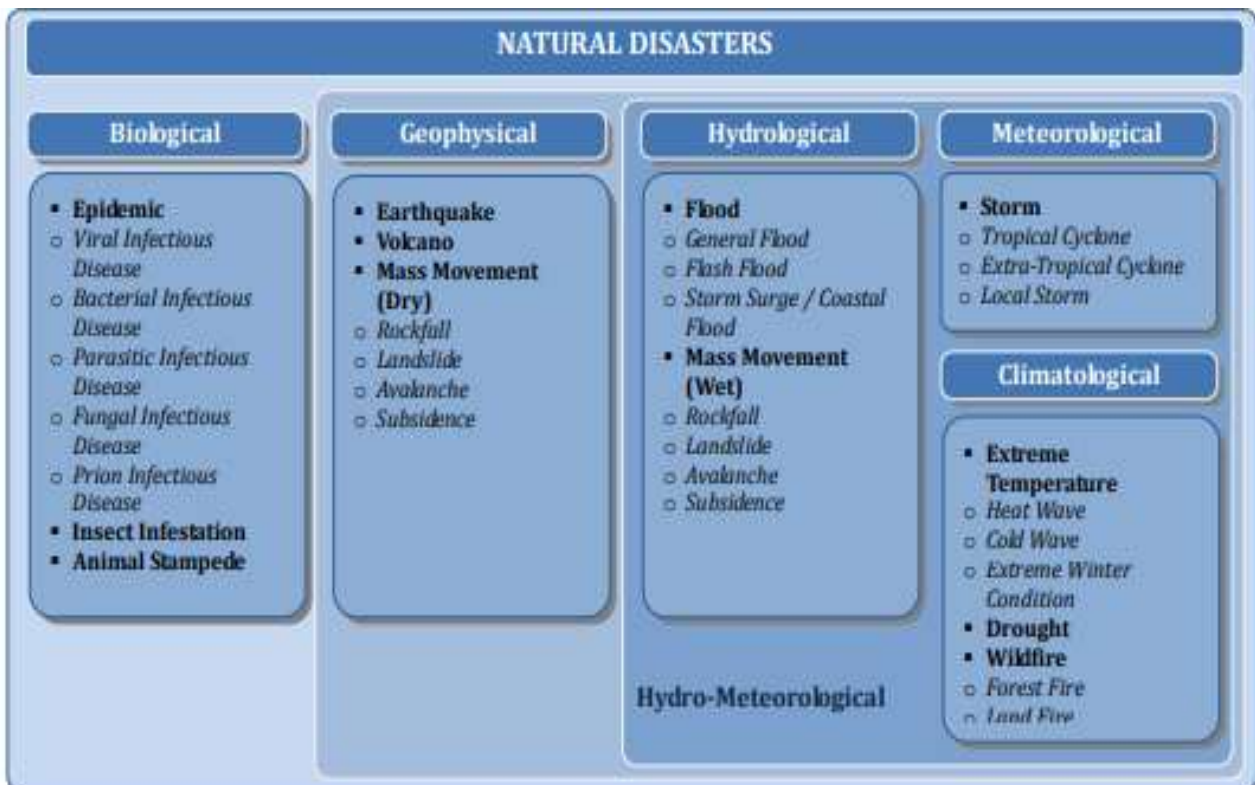 NATURAL DISASTERS
Biological
▪ Epidemic
o Viral Infectious
Disease
o Bacterial Infectious
Disease
o Parasitic Infectious
Disease
o Fungal Infectious
Disease
o Prion Infectious
Disease
▪ Insect Infestation
▪ Animal Stampede
Geophysical
▪ Earthquake
▪ Volcano
▪ Mass Movement
(Dry)
o Rockfall
o Landslide
o Avalanche
o Subsidence
Hydrological
▪ Flood
o General Flood
o Flash Flood
o Storm Surge / Coastal
Flood
▪ Mass Movement
(Wet)
o Rockfall
o Landslide
o Avalanche
o Subsidence
Meteorological
▪ Storm
o Tropical Cyclone
o Extra-Tropical Cyclone
o Local Storm
Climatological
▪ Extreme
Temperature
o Heat Wave
o Cold Wave
o Extreme Winter
Condition
▪ Drought
▪ Wildfire
o Forest Fire
o Land Fire
Hydro-Meteorological